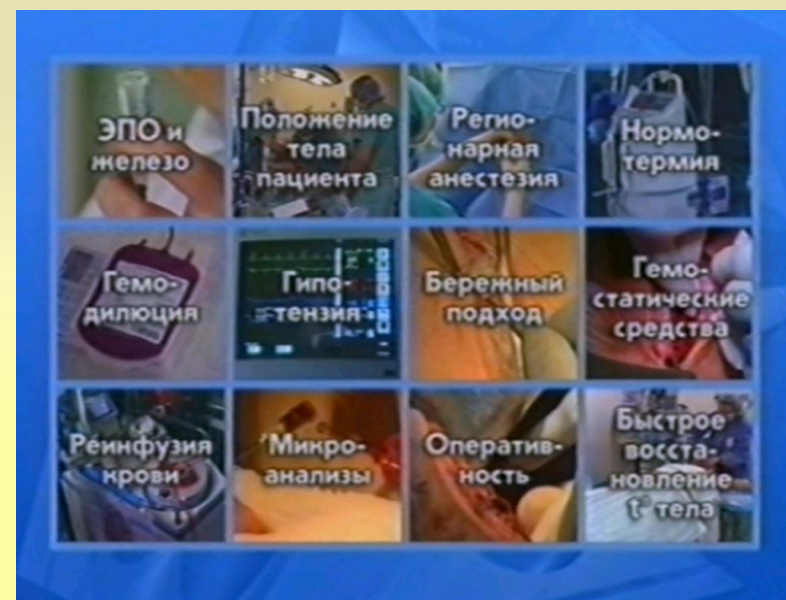 ЭПО и
железо
Положение
тела
пациента
Регио-
нарная
анестезия
Нормо-
термия
Гемо-
дилюция
Гипо-
тензия
Бережный
подход
Гемо-
статические
средства
Реинфузия
крови
Микро-
анализы
Оператив-
ность
Быстрое
восста-
новление
t° тела